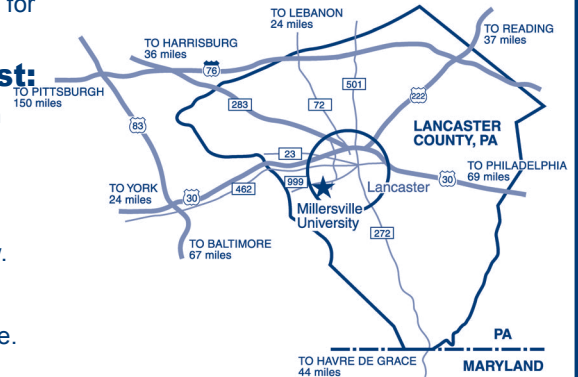 for
st:
y.
e.
TO LEBANON
24 miles
TO HARRISBURG
36 miles
TO READING
37 miles
76
TO PITTSBURGH
150 miles
501
222
283
72
83
LANCASTER
COUNTY, PA
23
TO PHILADELPHIA
69 miles
30
TO YORK
24 miles
462
999
Lancaster
30
Millersville
University
272
TO BALTIMORE
67 miles
PA
TO HAVRE DE GRACE
44 miles
MARYLAND